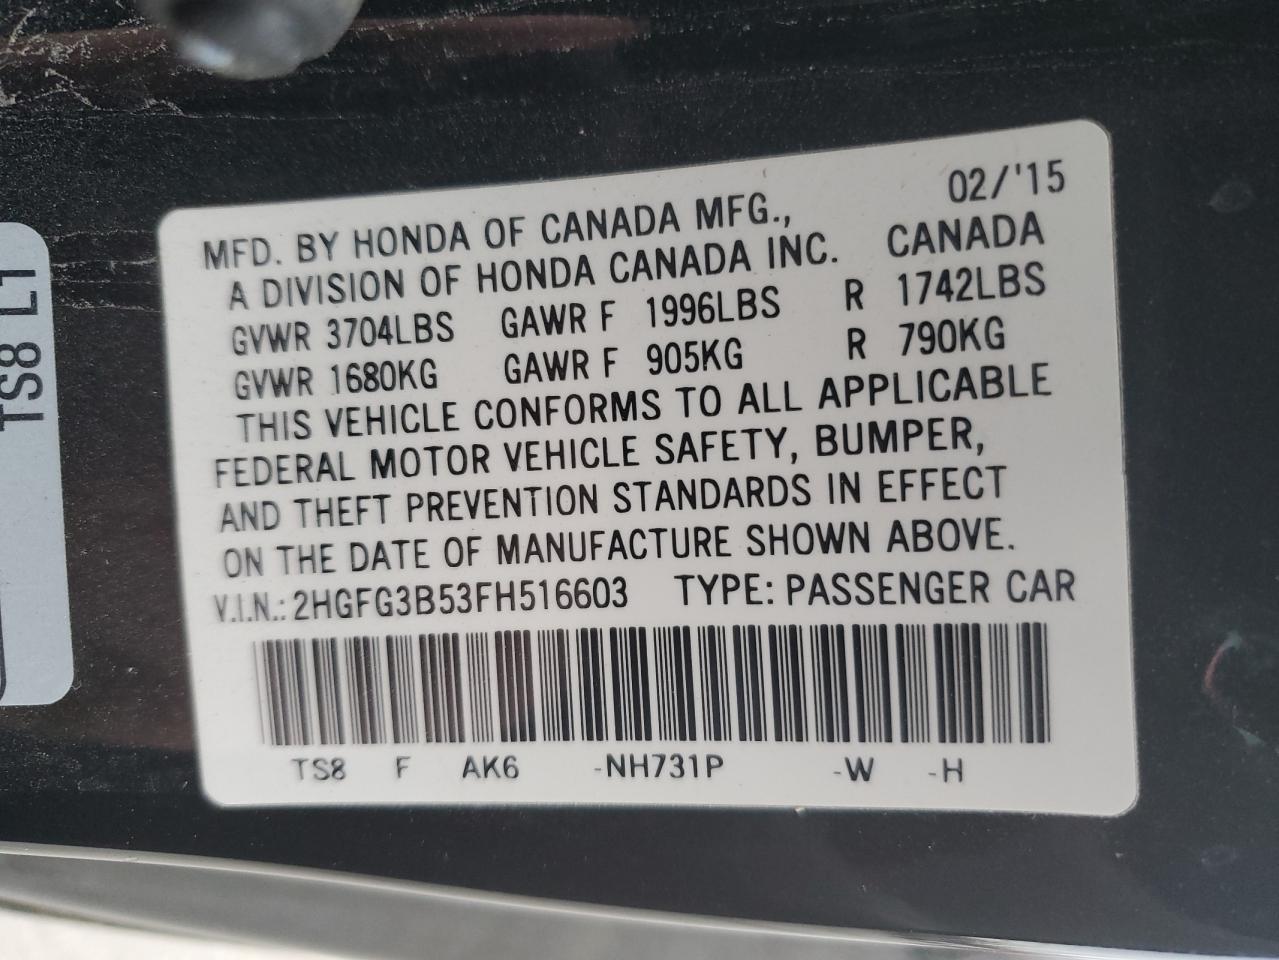 TS8 L1
02/'15
MFD. BY HONDA OF CANADA MFG.,
A DIVISION OF HONDA CANADA INC. CANADA
GVWR 3704LBS GAWR F 1996LBS R 1742LBS
GVWR 1680KG GAWR F 905KG R 790KG
THIS VEHICLE CONFORMS TO ALL APPLICABLE
FEDERAL MOTOR VEHICLE SAFETY, BUMPER,
AND THEFT PREVENTION STANDARDS IN EFFECT
ON THE DATE OF MANUFACTURE SHOWN ABOVE.
V.I.N.: 2HGFG3B53FH516603 TYPE: PASSENGER CAR
TS8 F AK6 -NH731P -W -H